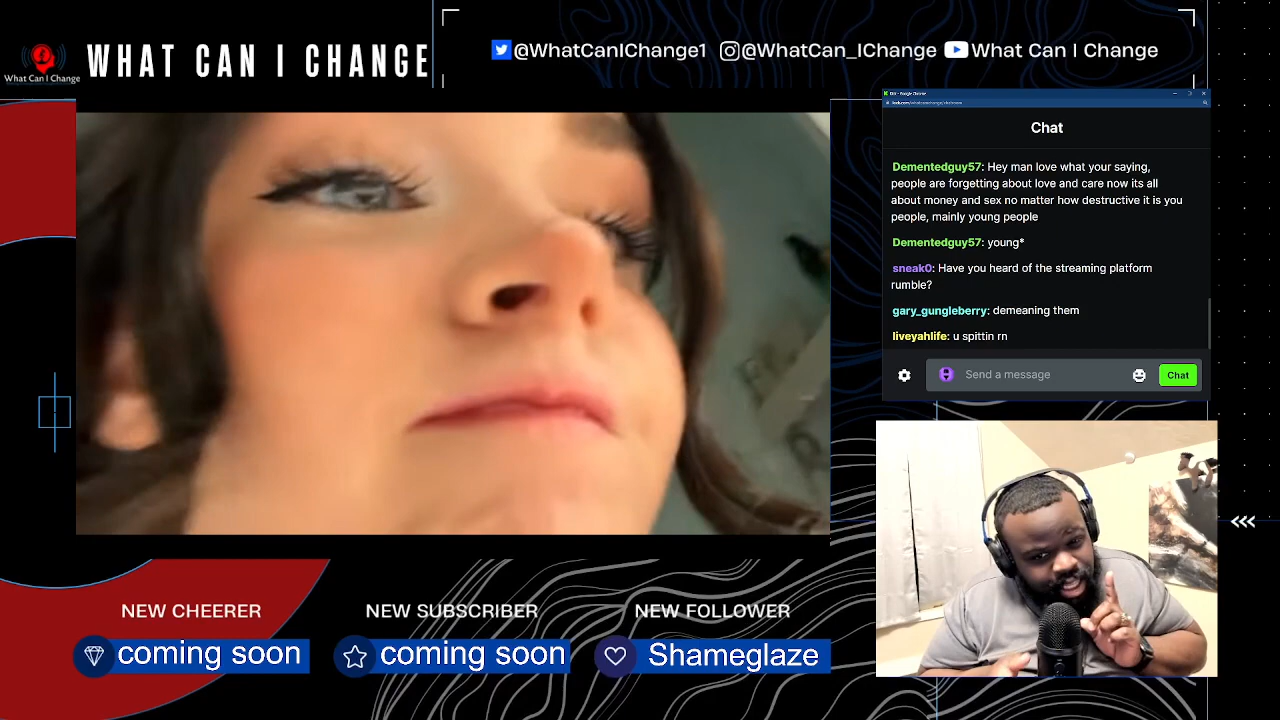 What Can I Change
WHAT CAN I CHANGE
@WhatCanIChange1
@WhatCan_IChange
What Can I Change
Chat
Dementedguy57: Hey man love what your saying,
people are forgetting about love and care now its all
about money and sex no matter how destructive it is you
people, mainly young people
Dementedguy57: young*
sneak0: Have you heard of the streaming platform
rumble?
gary_gungleberry: demeaning them
liveyahlife: u spittin rn
Send a message
Chat
NEW CHEERER
NEW SUBSCRIBER
NEW FOLLOWER
coming soon
coming soon
Shameglaze